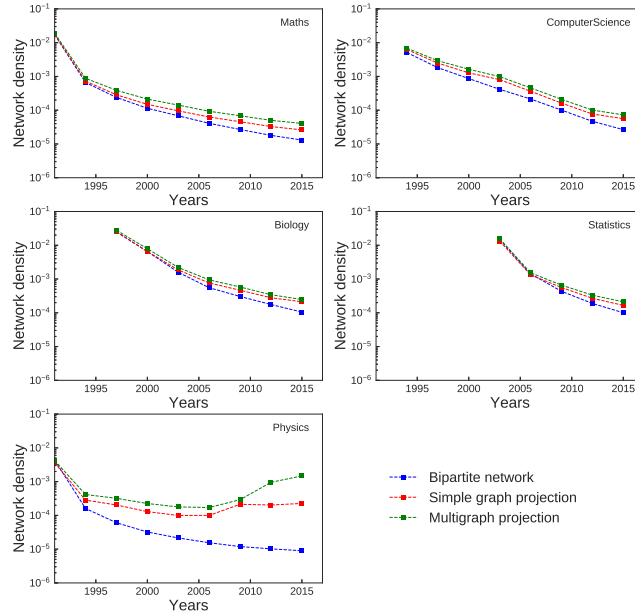 10⁻¹
10⁻²
10⁻³
10⁻⁴
10⁻⁵
10⁻⁶
Network density
Maths
1995 2000 2005 2010 2015
Years
10⁻¹
10⁻²
10⁻³
10⁻⁴
10⁻⁵
10⁻⁶
Network density
ComputerScience
1995 2000 2005 2010 2015
Years
10⁻¹
10⁻²
10⁻³
10⁻⁴
10⁻⁵
10⁻⁶
Network density
Biology
1995 2000 2005 2010 2015
Years
10⁻¹
10⁻²
10⁻³
10⁻⁴
10⁻⁵
10⁻⁶
Network density
Statistics
1995 2000 2005 2010 2015
Years
10⁻¹
10⁻²
10⁻³
10⁻⁴
10⁻⁵
10⁻⁶
Network density
Physics
1995 2000 2005 2010 2015
Years
Bipartite network
Simple graph projection
Multigraph projection